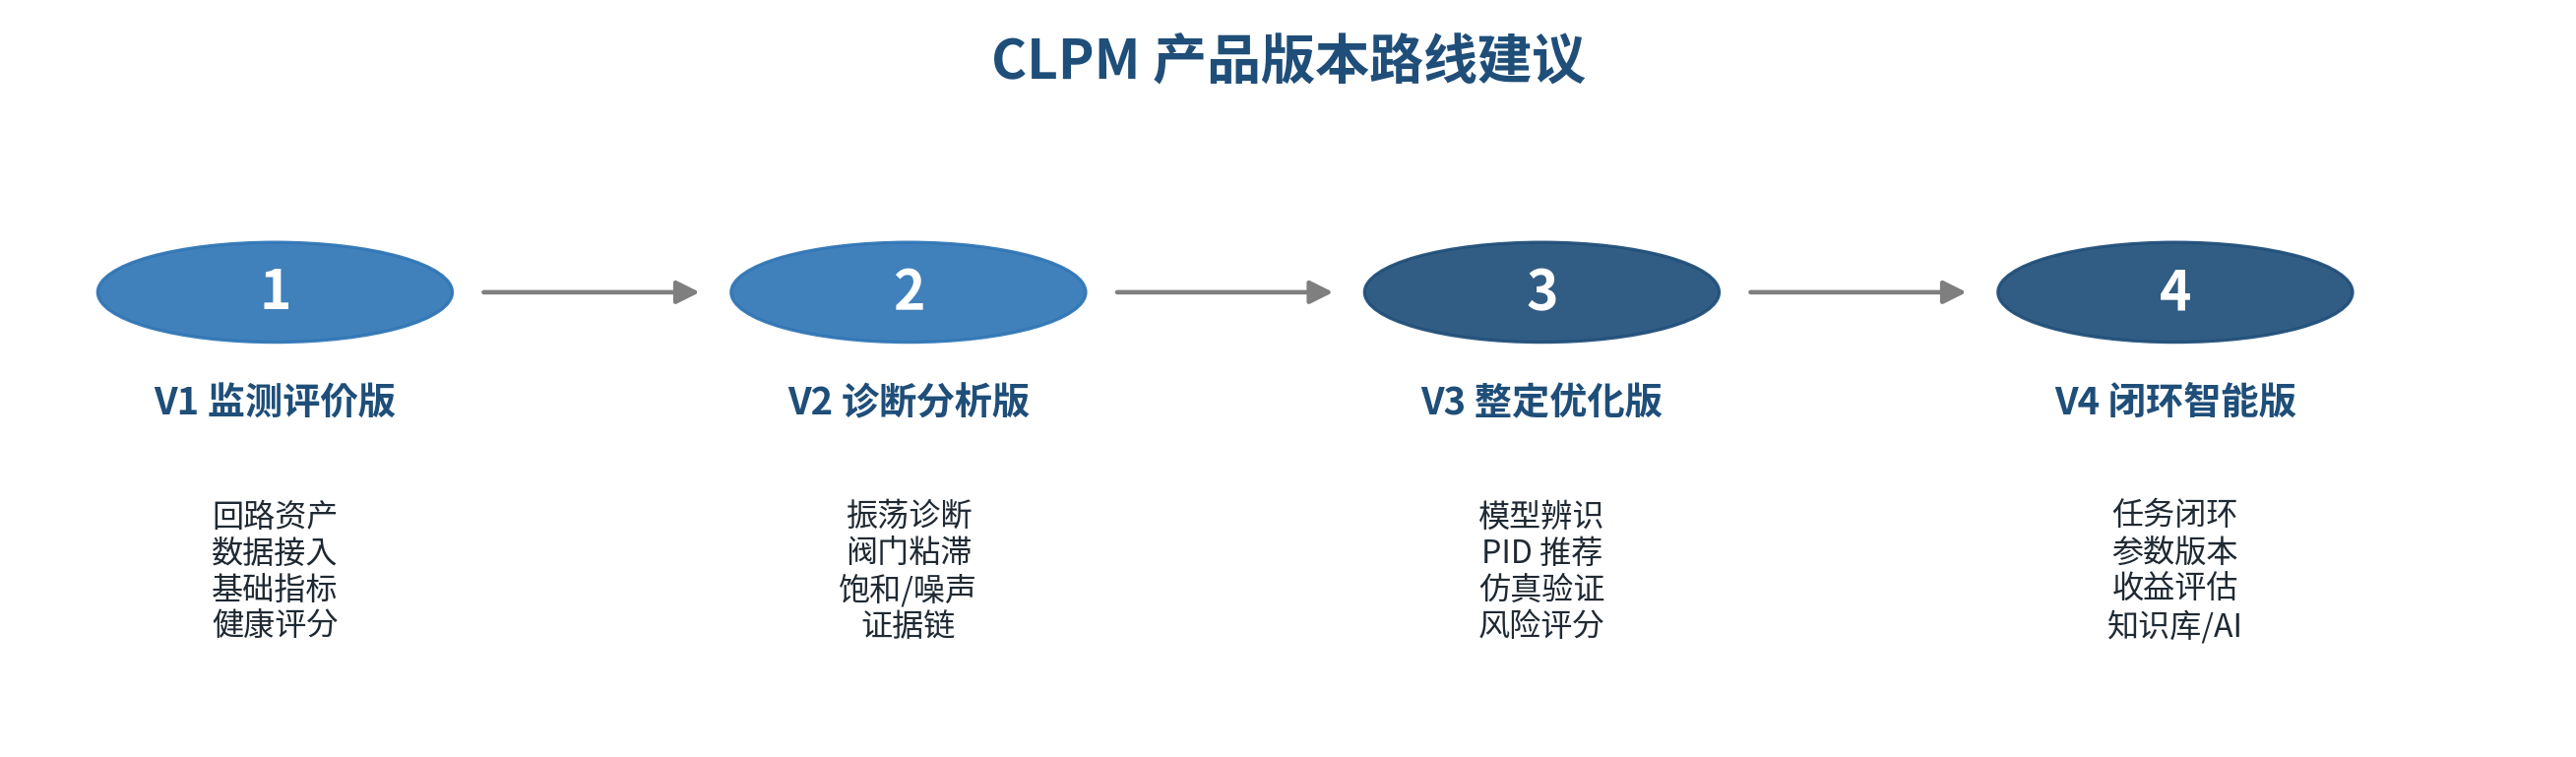 CLPM 产品版本路线建议
1
2
3
4
V1 监测评价版
V2 诊断分析版
V3 整定优化版
V4 闭环智能版
回路资产
数据接入
基础指标
健康评分
振荡诊断
阀门粘滞
饱和/噪声
证据链
模型辨识
PID 推荐
仿真验证
风险评分
任务闭环
参数版本
收益评估
知识库/AI